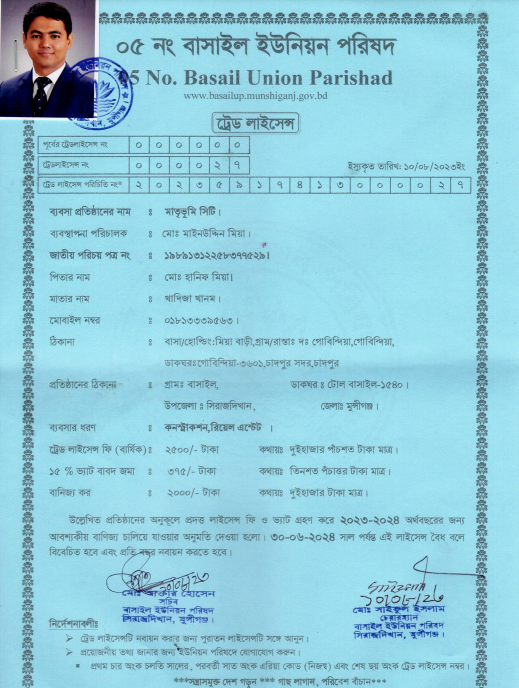 ০৫ নং বাসাইল ইউনিয়ন পরিষদ
5 No. Basail Union Parishad
www.basailup.munshiganj.gov.bd
ট্রেড লাইসেন্স
পূর্বের ট্রেডলাইসেন্স নং ০ ০ ০ ০ ০
ট্রেডলাইসেন্স নং ০ ০ ০ ২ ৭
ইস্যুকৃত তারিখ: ১০/০৮/২০২৩ইং
ট্রেড লাইসেন্স পরিচিতি নং* ২ ০ ২ ৩ ৫ ৯ ১ ৭ ৪ ১ ৩ ০ ০ ০ ০ ২ ৭
ব্যবসা প্রতিষ্ঠানের নাম : মাতৃভূমি সিটি।
ব্যবস্থাপনা পরিচালক : মোঃ মাইনউদ্দিন মিয়া।
জাতীয় পরিচয় পত্র নং : ১৯৮৯১৩১২২৫৮৩৭৭৫২৯।
পিতার নাম : মোঃ হানিফ মিয়া।
মাতার নাম : খাদিজা খানম।
মোবাইল নম্বর : ০১৮১৩৩৩৯৫৬৩।
ঠিকানা : বাসা/হোল্ডিং:মিয়া বাড়ী,গ্রাম/রাস্তাঃ দঃ গোবিন্দিয়া,গোবিন্দিয়া,
ডাকঘরঃগোবিন্দিয়া-৩৬০১,চাদপুর সদর,চাদপুর
প্রতিষ্ঠানের ঠিকানা : গ্রামঃ বাসাইল, ডাকঘর : টোল বাসাইল-১৫৪০।
উপজেলা : সিরাজদিখান, জেলাঃ মুন্সীগঞ্জ।
ব্যবসার ধরণ : কনস্ট্রাকশন,রিয়েল এস্টেট ।
ট্রেড লাইসেন্স ফি (বার্ষিক): ২৫০০/- টাকা কথায়ঃ দুইহাজার পাঁচশত টাকা মাত্র।
১৫ % ভ্যাট বাবদ জমা : ৩৭৫/- টাকা কথায়ঃ তিনশত পঁচাত্তর টাকা মাত্র।
বানিজ্য কর : ২০০০/- টাকা কথায়ঃ দুইহাজার টাকা মাত্র।
উল্লেখিত প্রতিষ্ঠানের অনুকূলে প্রদত্ত লাইসেন্স ফি ও ভ্যাট গ্রহণ করে ২০২৩-২০২৪ অর্থবছরের জন্য
আবশ্যকীয় বাণিজ্য চালিয়ে যাওয়ার অনুমতি দেওয়া হলো। ৩০-০৬-২০২৪ সাল পর্যন্ত এই লাইসেন্স বৈধ বলে
বিবেচিত হবে এবং প্রতি বছর নবায়ন করতে হবে।
১০/০৮/২৩
১০/০৮/২৩
হোসেন
সচিব
বাসাইল ইউনিয়ন পরিষদ
সিরাজদিখান, মুন্সীগঞ্জ।
মোঃ সাইফুল ইসলাম
চেয়ারম্যান
বাসাইল ইউনিয়ন পরিষদ
সিরাজদিখান, মুন্সীগঞ্জ।
নির্দেশনাবলীঃ
➢ ট্রেড লাইসেন্সটি নবায়ন করার জন্য পুরাতন লাইসেন্সটি সঙ্গে আনুন।
➢ প্রয়োজনীয় তথ্য জানার জন্য ইউনিয়ন পরিষদে যোগাযোগ করুন।
• প্রথম চার অংক চলতি সালের, পরবর্তী সাত অংক এরিয়া কোড (নিজস্ব) এবং শেষ ছয় অংক ট্রেড লাইসেন্স নম্বর।
***সন্ত্রাসমুক্ত দেশ গড়ুন *** গাছ লাগান, পরিবেশ বাঁচান***